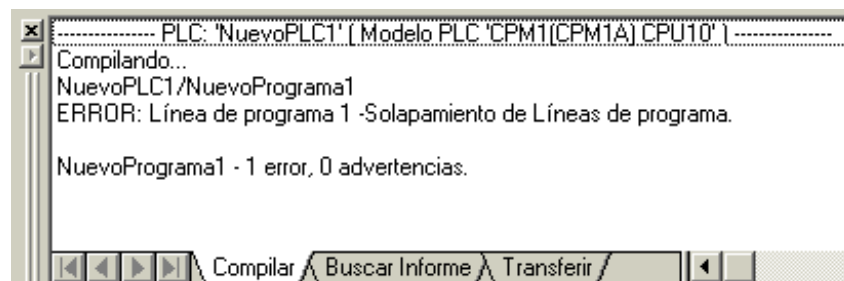 --------------- PLC: 'NuevoPLC1' ( Modelo PLC 'CPM1(CPM1A) CPU10' ) ---------------
Compilando...
NuevoPLC1/NuevoPrograma1
ERROR: Línea de programa 1 -Solapamiento de Líneas de programa.
NuevoPrograma1 - 1 error, 0 advertencias.
Compilar Buscar Informe Transferir